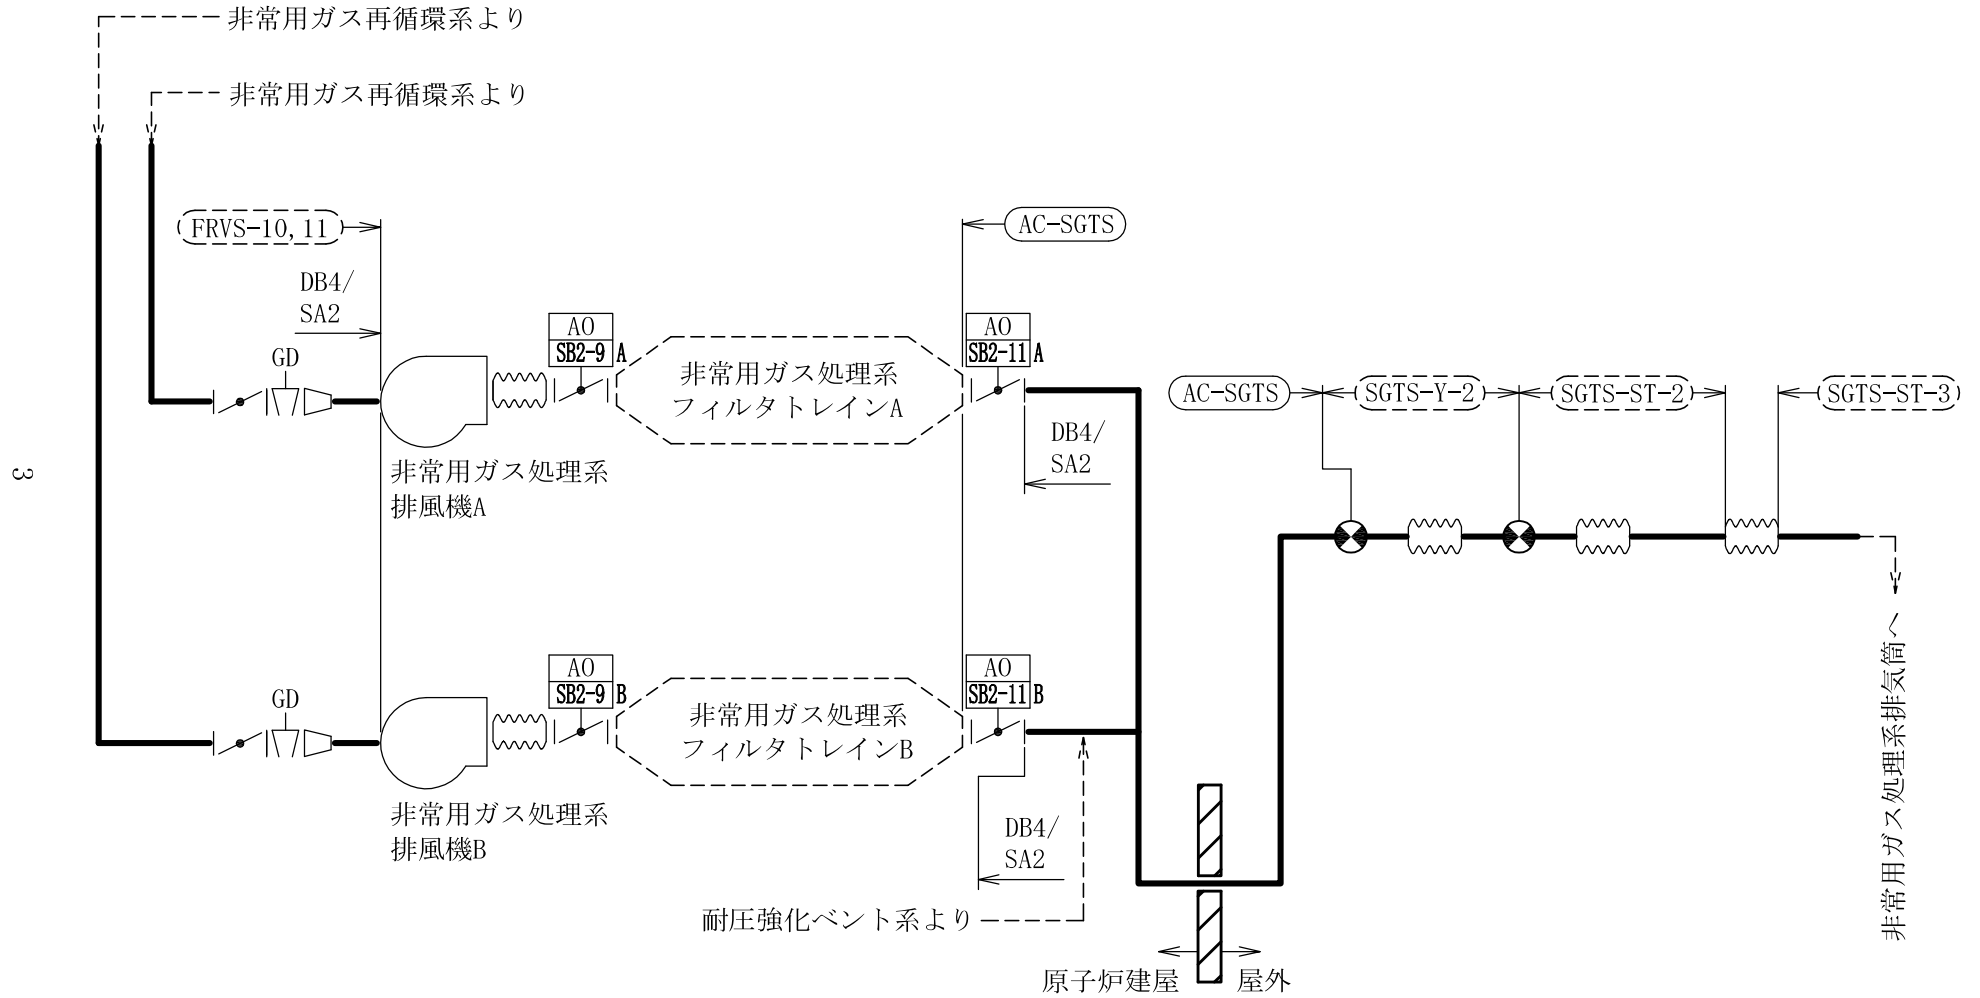 非常用ガス再循環系より
非常用ガス再循環系より
FRVS-10,11
AC-SGTS
DB4/
SA2
AO
SB2-9 A
AO
SB2-11 A
GD
非常用ガス処理系
フィルタトレインA
AC-SGTS
SGTS-Y-2
SGTS-ST-2
SGTS-ST-3
DB4/
SA2
非常用ガス処理系
排風機A
3
AO
SB2-9 B
AO
SB2-11 B
GD
非常用ガス処理系
フィルタトレインB
非常用ガス処理系排気筒へ
非常用ガス処理系
排風機B
DB4/
SA2
耐圧強化ベント系より
原子炉建屋
屋外